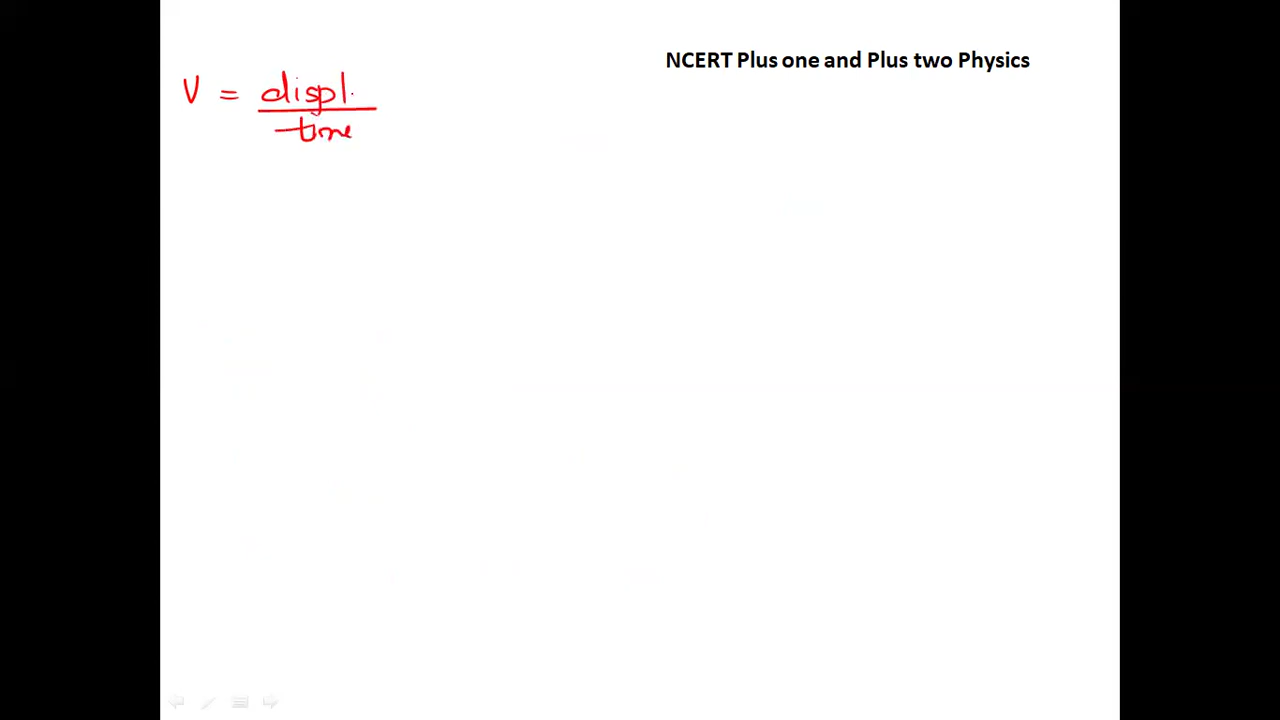 NCERT Plus one and Plus two Physics
V = displ.
time